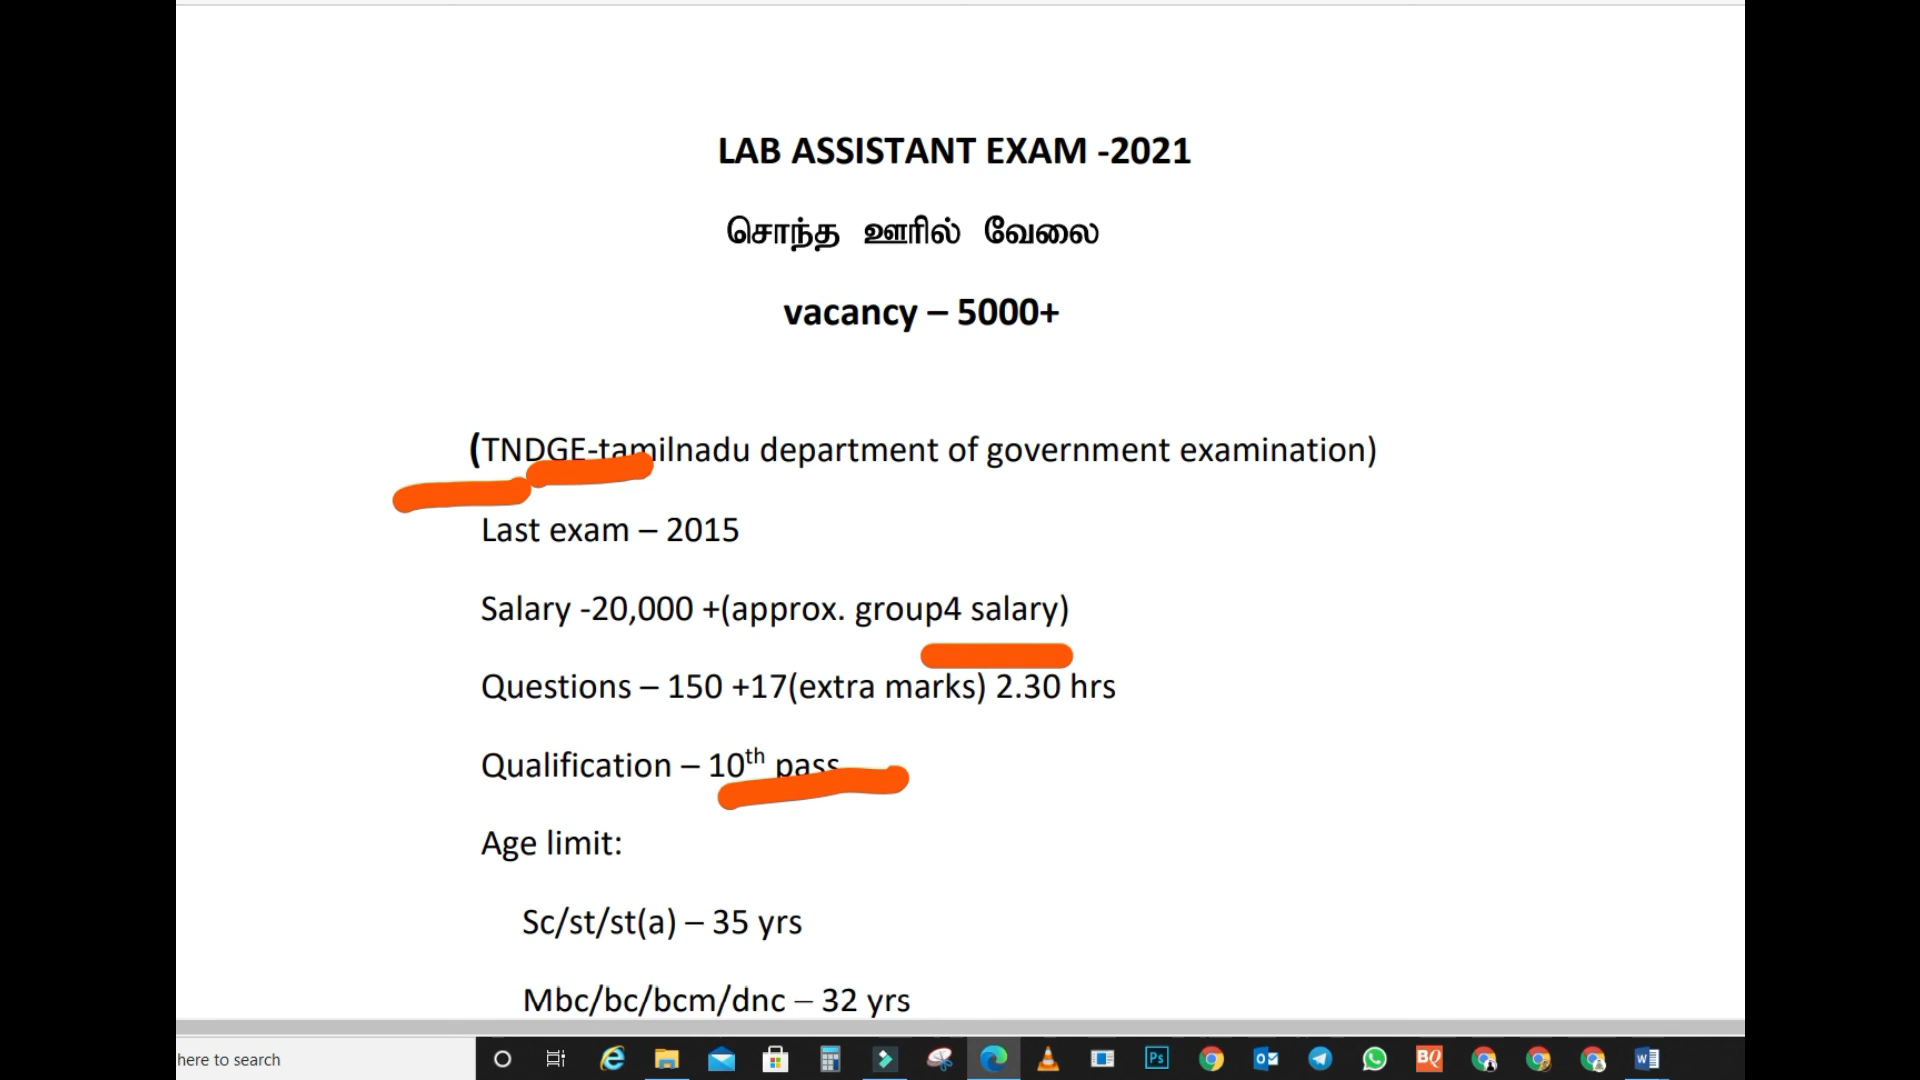 LAB ASSISTANT EXAM -2021
சொந்த ஊரில் வேலை
vacancy – 5000+
(TNDGE-tamilnadu department of government examination)
Last exam – 2015
Salary -20,000 +(approx. group4 salary)
Questions – 150 +17(extra marks) 2.30 hrs
Qualification – 10th pass
Age limit:
Sc/st/st(a) – 35 yrs
Mbc/bc/bcm/dnc – 32 yrs
here to search
Ps
BQ